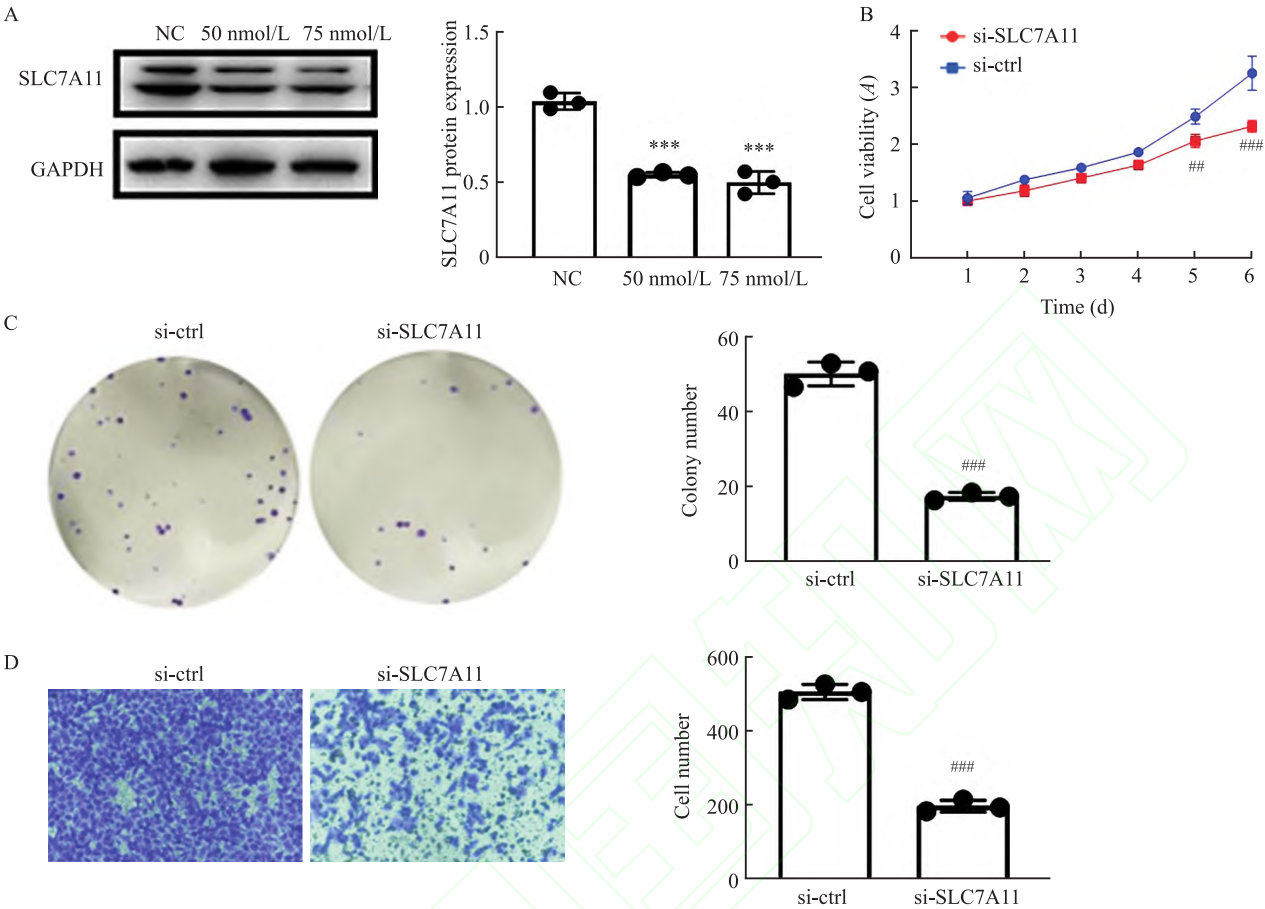 A
NC 50 nmol/L 75 nmol/L
SLC7A11
GAPDH
SLC7A11 protein expression
1.5
1.0
0.5
0
***
***
NC 50 nmol/L 75 nmol/L
B
si-SLC7A11
si-ctrl
Cell viability (A)
4
3
2
1
0
##
###
1 2 3 4 5 6
Time (d)
C
si-ctrl si-SLC7A11
Colony number
60
40
20
0
###
si-ctrl si-SLC7A11
D
si-ctrl si-SLC7A11
Cell number
600
400
200
0
###
si-ctrl si-SLC7A11